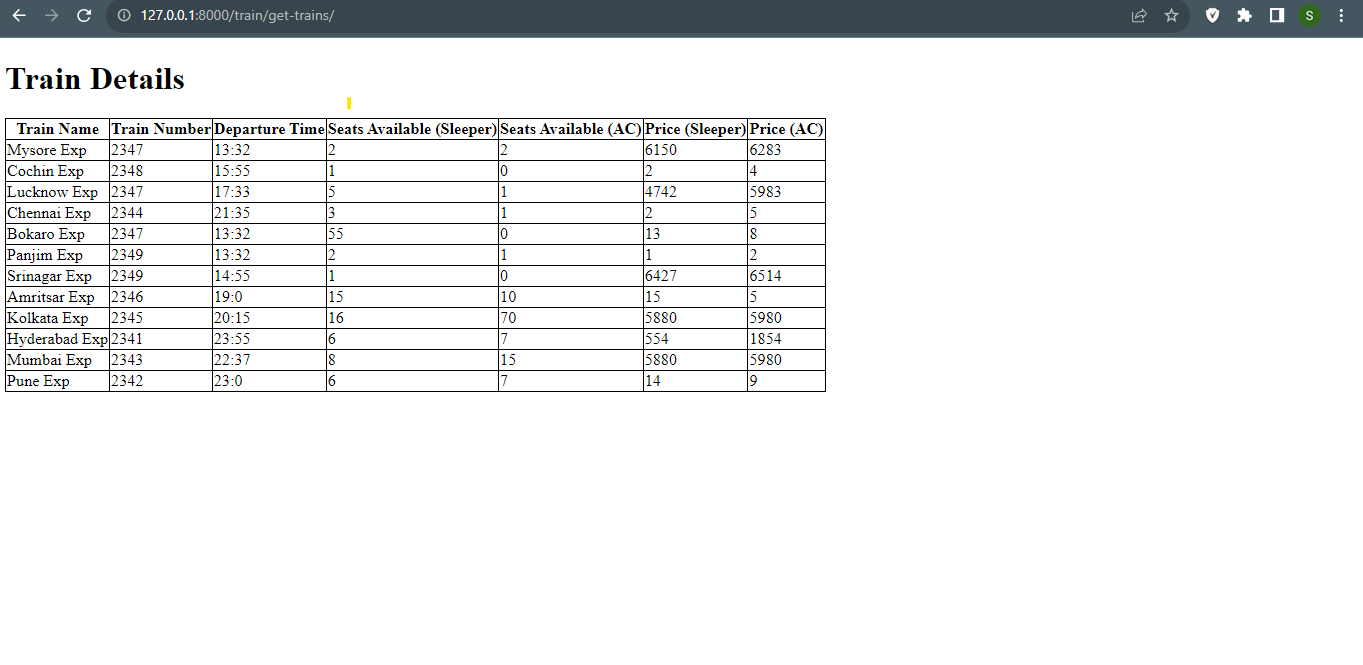 127.0.0.1:8000/train/get-trains/
S
Train Details
Train Name Train Number Departure Time Seats Available (Sleeper) Seats Available (AC) Price (Sleeper) Price (AC)
Mysore Exp 2347 13:32 2 2 6150 6283
Cochin Exp 2348 15:55 1 0 2 4
Lucknow Exp 2347 17:33 5 1 4742 5983
Chennai Exp 2344 21:35 3 1 2 5
Bokaro Exp 2347 13:32 55 0 13 8
Panjim Exp 2349 13:32 2 1 1 2
Srinagar Exp 2349 14:55 1 0 6427 6514
Amritsar Exp 2346 19:0 15 10 15 5
Kolkata Exp 2345 20:15 16 70 5880 5980
Hyderabad Exp 2341 23:55 6 7 554 1854
Mumbai Exp 2343 22:37 8 15 5880 5980
Pune Exp 2342 23:0 6 7 14 9